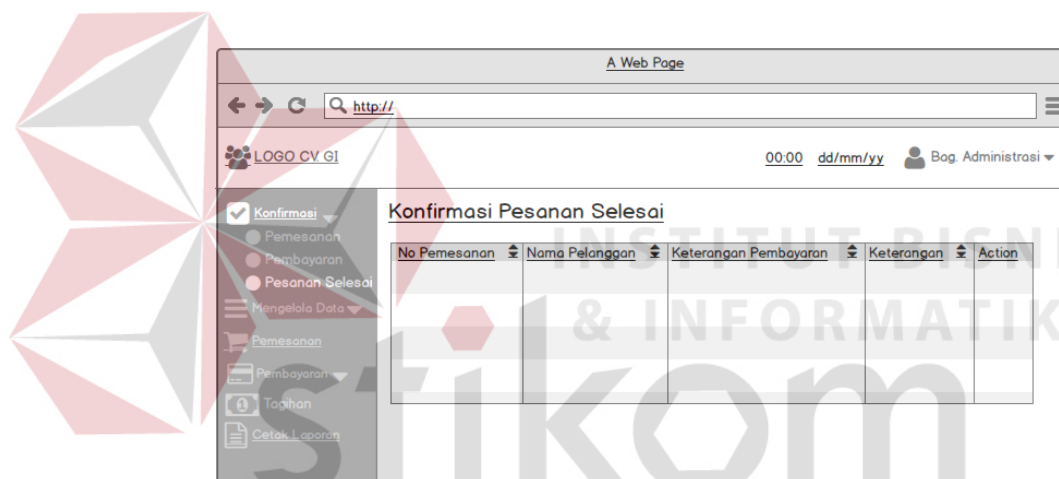 A Web Page
http://
LOGO CV GI
00:00 dd/mm/yy Bag. Administrasi
Konfirmasi
Pemesanan
Pembayaran
Pesanan Selesai
Mengelola Data
Pemesanan
Pembayaran
Tagihan
Cetak Laporan
Konfirmasi Pesanan Selesai
No Pemesanan Nama Pelanggan Keterangan Pembayaran Keterangan Action
INSTITUT BISNI
& INFORMATIK
stikom